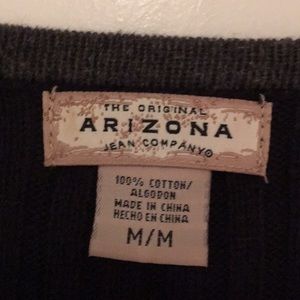 THE ORIGINAL
ARIZONA
JEAN COMPANY®
100% COTTON/
ALGODON
MADE IN CHINA
HECHO EN CHINA
M/M